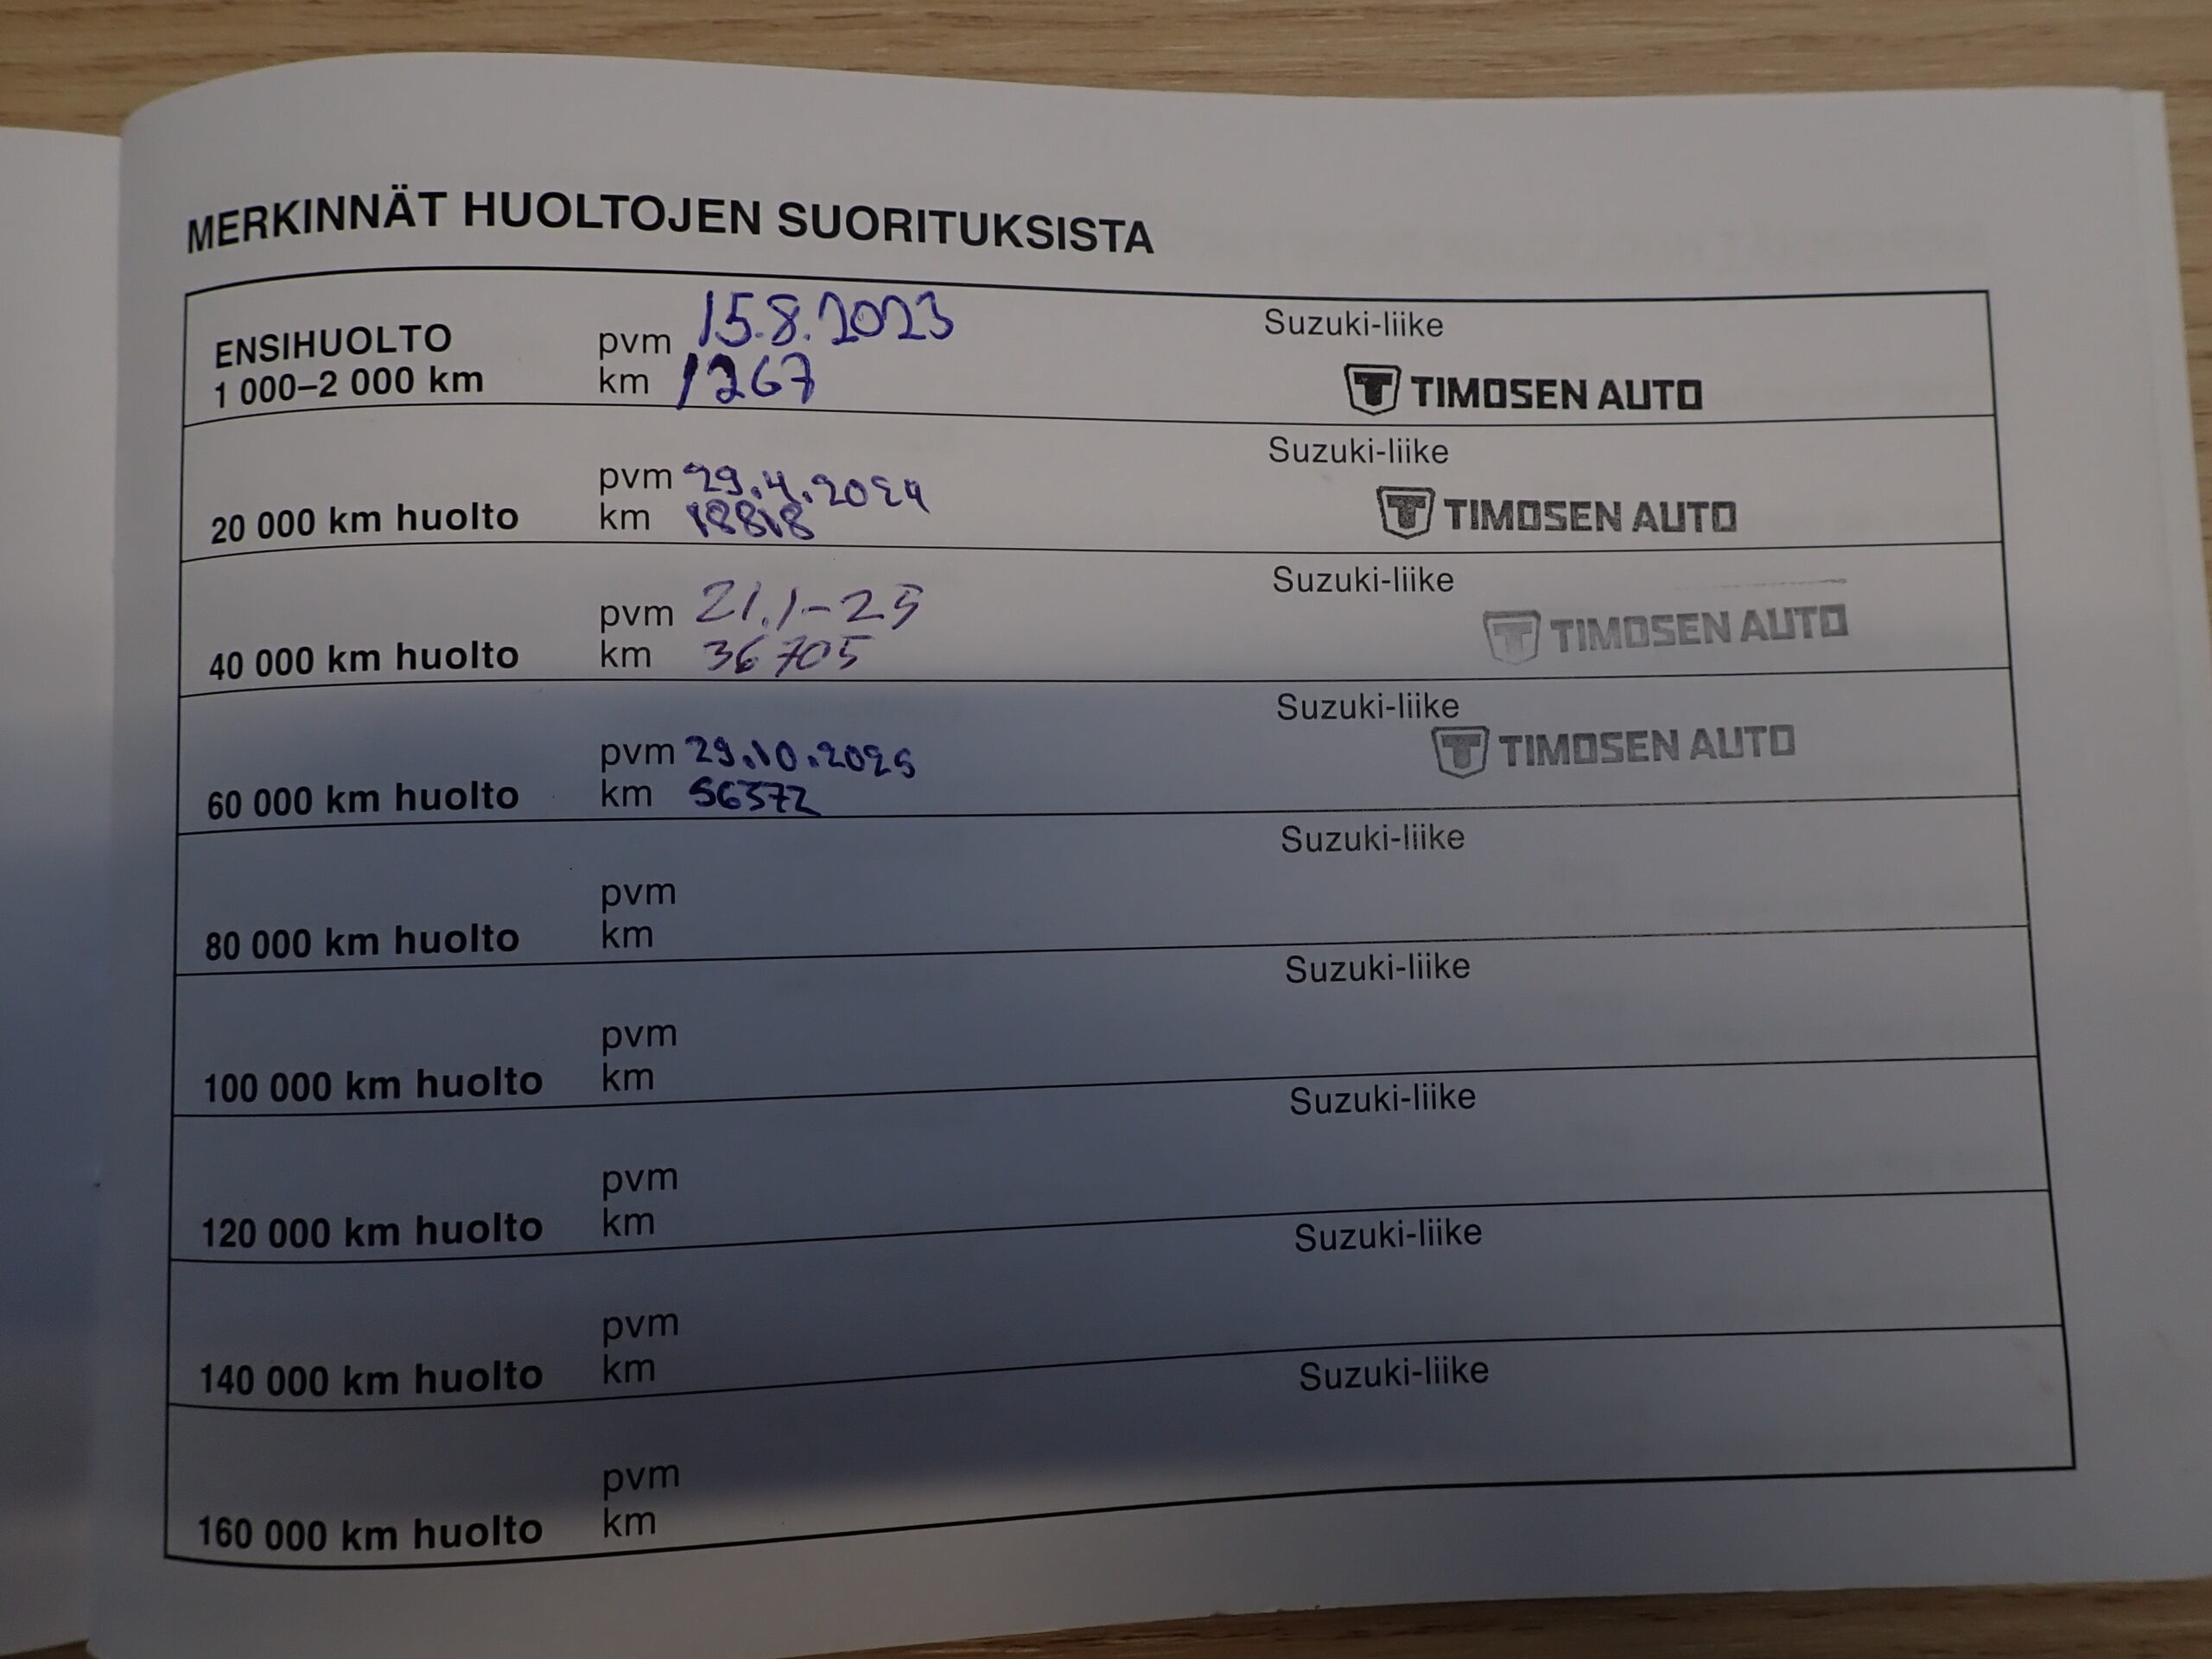 MERKINNÄT HUOLTOJEN SUORITUKSISTA
ENSIHUOLTO
1 000–2 000 km
pvm 15.8.2023
km 1267
Suzuki-liike
TIMOSEN AUTO
20 000 km huolto
pvm 29.4.2024
km 18818
Suzuki-liike
TIMOSEN AUTO
40 000 km huolto
pvm 21.1-25
km 36705
Suzuki-liike
TIMOSEN AUTO
60 000 km huolto
pvm 29.10.2025
km 56372
Suzuki-liike
TIMOSEN AUTO
80 000 km huolto
pvm
km
Suzuki-liike
100 000 km huolto
pvm
km
Suzuki-liike
120 000 km huolto
pvm
km
Suzuki-liike
140 000 km huolto
pvm
km
Suzuki-liike
160 000 km huolto
pvm
km
Suzuki-liike